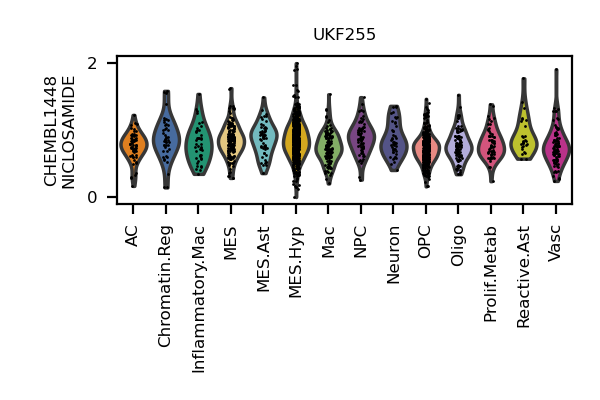 UKF255
CHEMBL1448
NICLOSAMIDE
2
0
AC
Chromatin.Reg
Inflammatory.Mac
MES
MES.Ast
MES.Hyp
Mac
NPC
Neuron
OPC
Oligo
Prolif.Metab
Reactive.Ast
Vasc